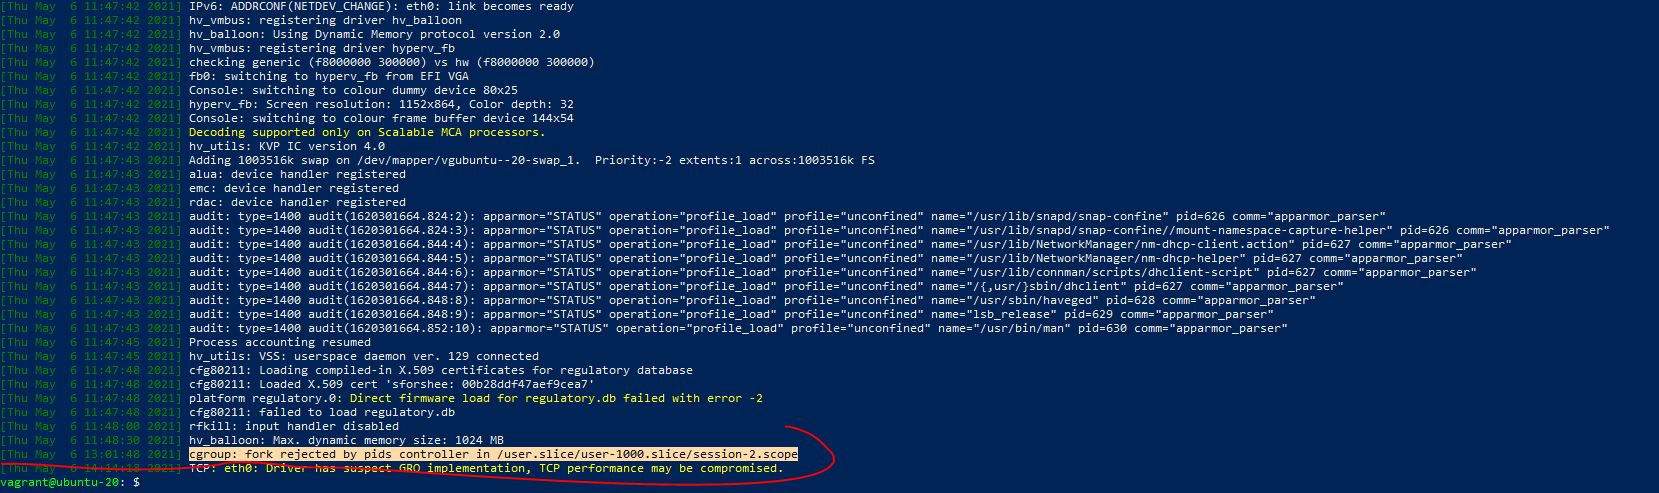 [Thu May  6 11:47:42 2021] IPv6: ADDRCONF(NETDEV_CHANGE): eth0: link becomes ready
[Thu May  6 11:47:42 2021] hv_vmbus: registering driver hv_balloon
[Thu May  6 11:47:42 2021] hv_balloon: Using Dynamic Memory protocol version 2.0
[Thu May  6 11:47:42 2021] hv_vmbus: registering driver hyperv_fb
[Thu May  6 11:47:42 2021] checking generic (f8000000 300000) vs hw (f8000000 300000)
[Thu May  6 11:47:42 2021] fb0: switching to hyperv_fb from EFI VGA
[Thu May  6 11:47:42 2021] Console: switching to colour dummy device 80x25
[Thu May  6 11:47:42 2021] hyperv_fb: Screen resolution: 1152x864, Color depth: 32
[Thu May  6 11:47:42 2021] Console: switching to colour frame buffer device 144x54
[Thu May  6 11:47:42 2021] Decoding supported only on Scalable MCA processors.
[Thu May  6 11:47:42 2021] hv_utils: KVP IC version 4.0
[Thu May  6 11:47:43 2021] Adding 1003516k swap on /dev/mapper/vgubuntu--20-swap_1.  Priority:-2 extents:1 across:1003516k FS
[Thu May  6 11:47:43 2021] alua: device handler registered
[Thu May  6 11:47:43 2021] emc: device handler registered
[Thu May  6 11:47:43 2021] rdac: device handler registered
[Thu May  6 11:47:43 2021] audit: type=1400 audit(1620301664.824:2): apparmor="STATUS" operation="profile_load" profile="unconfined" name="/usr/lib/snapd/snap-confine" pid=626 comm="apparmor_parser"
[Thu May  6 11:47:43 2021] audit: type=1400 audit(1620301664.824:3): apparmor="STATUS" operation="profile_load" profile="unconfined" name="/usr/lib/snapd/snap-confine//mount-namespace-capture-helper" pid=626 comm="apparmor_parser"
[Thu May  6 11:47:43 2021] audit: type=1400 audit(1620301664.844:4): apparmor="STATUS" operation="profile_load" profile="unconfined" name="/usr/lib/NetworkManager/nm-dhcp-client.action" pid=627 comm="apparmor_parser"
[Thu May  6 11:47:43 2021] audit: type=1400 audit(1620301664.844:5): apparmor="STATUS" operation="profile_load" profile="unconfined" name="/usr/lib/NetworkManager/nm-dhcp-helper" pid=627 comm="apparmor_parser"
[Thu May  6 11:47:43 2021] audit: type=1400 audit(1620301664.844:6): apparmor="STATUS" operation="profile_load" profile="unconfined" name="/usr/lib/connman/scripts/dhclient-script" pid=627 comm="apparmor_parser"
[Thu May  6 11:47:43 2021] audit: type=1400 audit(1620301664.844:7): apparmor="STATUS" operation="profile_load" profile="unconfined" name="/{,usr/}sbin/dhclient" pid=627 comm="apparmor_parser"
[Thu May  6 11:47:43 2021] audit: type=1400 audit(1620301664.848:8): apparmor="STATUS" operation="profile_load" profile="unconfined" name="/usr/sbin/haveged" pid=628 comm="apparmor_parser"
[Thu May  6 11:47:43 2021] audit: type=1400 audit(1620301664.848:9): apparmor="STATUS" operation="profile_load" profile="unconfined" name="lsb_release" pid=629 comm="apparmor_parser"
[Thu May  6 11:47:43 2021] audit: type=1400 audit(1620301664.852:10): apparmor="STATUS" operation="profile_load" profile="unconfined" name="/usr/bin/man" pid=630 comm="apparmor_parser"
[Thu May  6 11:47:45 2021] Process accounting resumed
[Thu May  6 11:47:45 2021] hv_utils: VSS: userspace daemon ver. 129 connected
[Thu May  6 11:47:48 2021] cfg80211: Loading compiled-in X.509 certificates for regulatory database
[Thu May  6 11:47:48 2021] cfg80211: Loaded X.509 cert 'sforshee: 00b28ddf47aef9cea7'
[Thu May  6 11:47:48 2021] platform regulatory.0: Direct firmware load for regulatory.db failed with error -2
[Thu May  6 11:47:48 2021] cfg80211: failed to load regulatory.db
[Thu May  6 11:48:00 2021] rfkill: input handler disabled
[Thu May  6 11:48:30 2021] hv_balloon: Max. dynamic memory size: 1024 MB
[Thu May  6 13:01:48 2021] cgroup: fork rejected by pids controller in /user.slice/user-1000.slice/session-2.scope
[Thu May  6 14:14:18 2021] TCP: eth0: Driver has suspect GRO implementation, TCP performance may be compromised.
vagrant@ubuntu-20: $